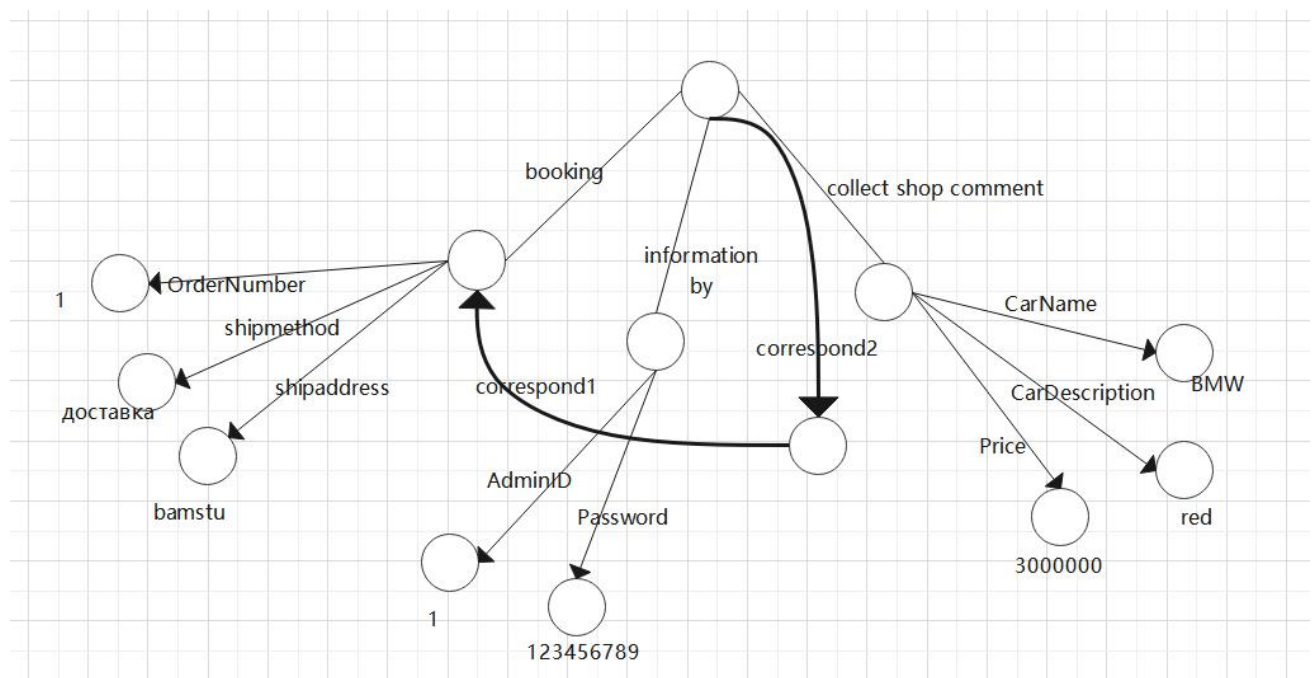 booking
collect shop comment
information
by
OrderNumber
1
CarName
shipmethod
correspond2
shipaddress
correspond1
BMW
CarDescription
доставка
Price
AdminID
bamstu
Password
red
3000000
1
123456789